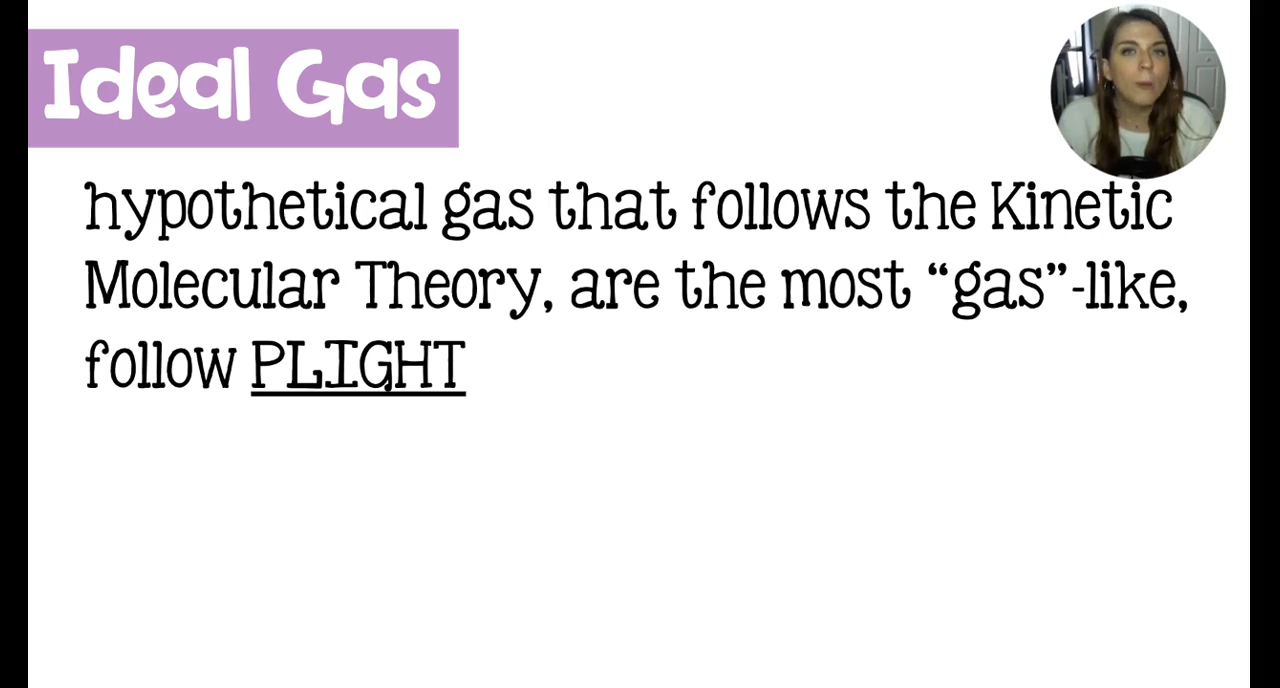 Ideal Gas
hypothetical gas that follows the Kinetic
Molecular Theory, are the most “gas”-like,
follow PLIGHT